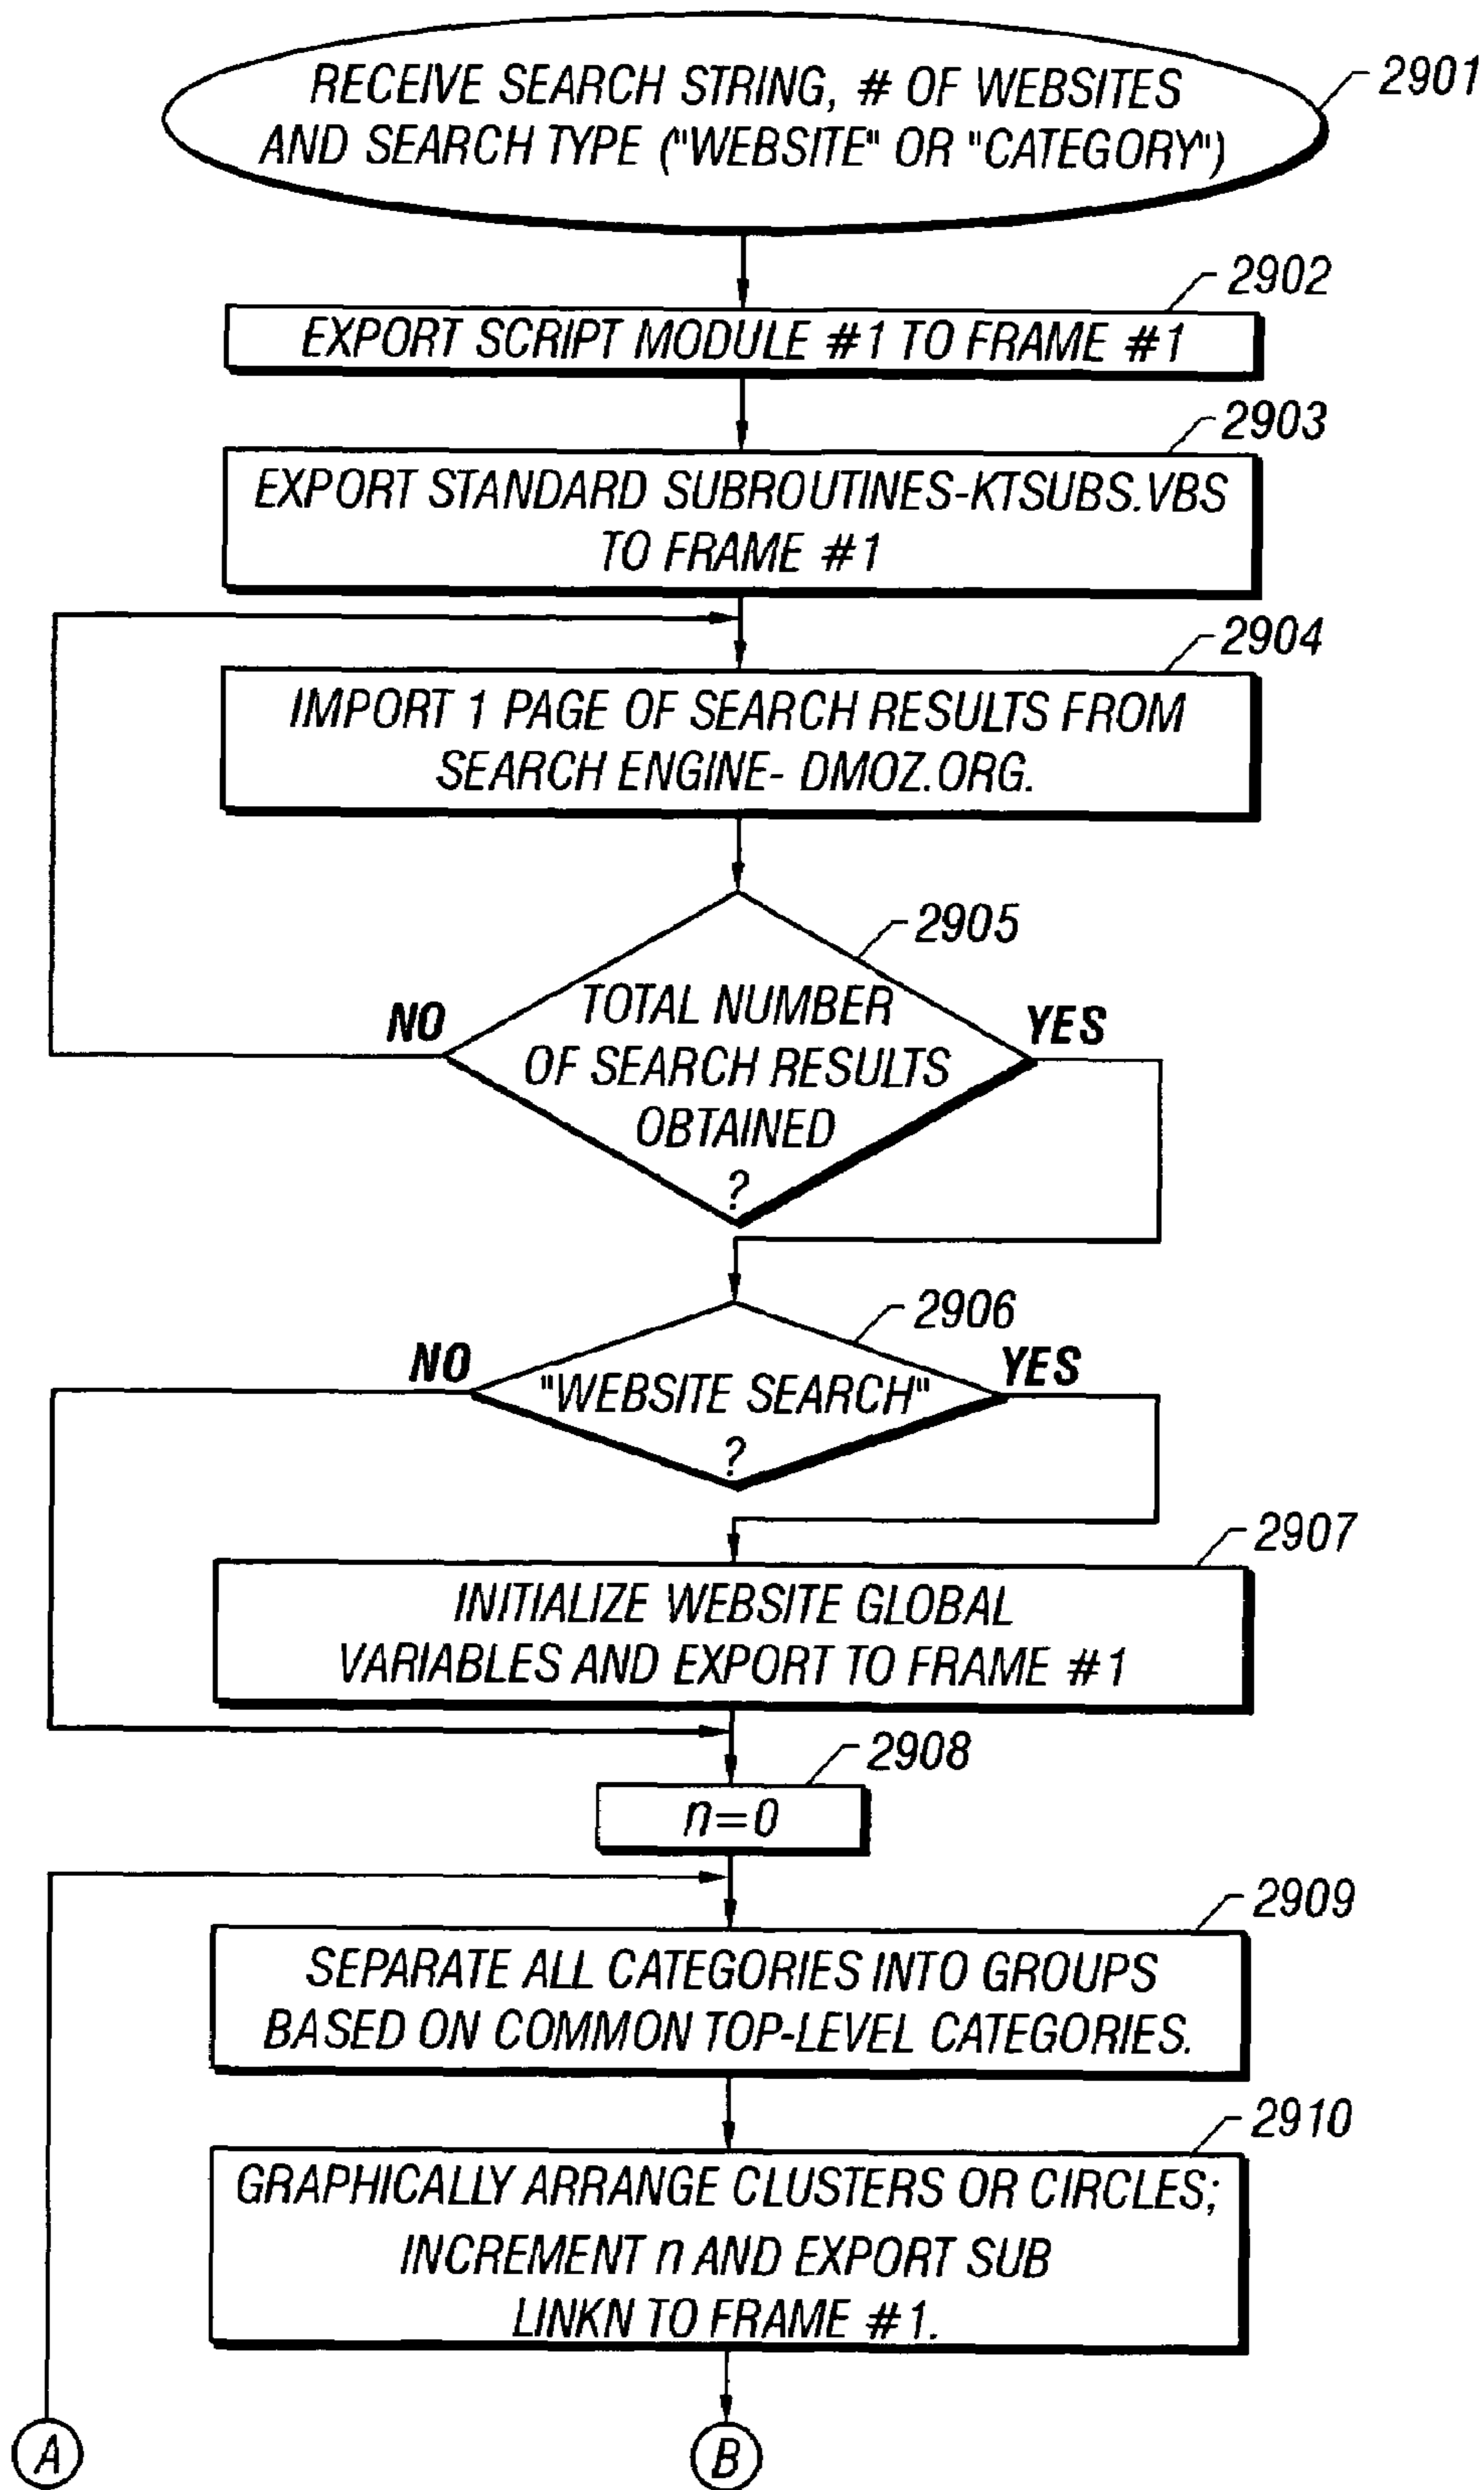 RECEIVE SEARCH STRING, # OF WEBSITES
AND SEARCH TYPE ("WEBSITE" OR "CATEGORY")
2901
2902
EXPORT SCRIPT MODULE #1 TO FRAME #1
2903
EXPORT STANDARD SUBROUTINES-KTSUBS.VBS
TO FRAME #1
2904
IMPORT 1 PAGE OF SEARCH RESULTS FROM
SEARCH ENGINE- DMOZ.ORG.
2905
NO
YES
TOTAL NUMBER
OF SEARCH RESULTS
OBTAINED
?
2906
NO
YES
"WEBSITE SEARCH"
?
2907
INITIALIZE WEBSITE GLOBAL
VARIABLES AND EXPORT TO FRAME #1
2908
n=0
2909
SEPARATE ALL CATEGORIES INTO GROUPS
BASED ON COMMON TOP-LEVEL CATEGORIES.
2910
GRAPHICALLY ARRANGE CLUSTERS OR CIRCLES;
INCREMENT n AND EXPORT SUB
LINKN TO FRAME #1.
A
B